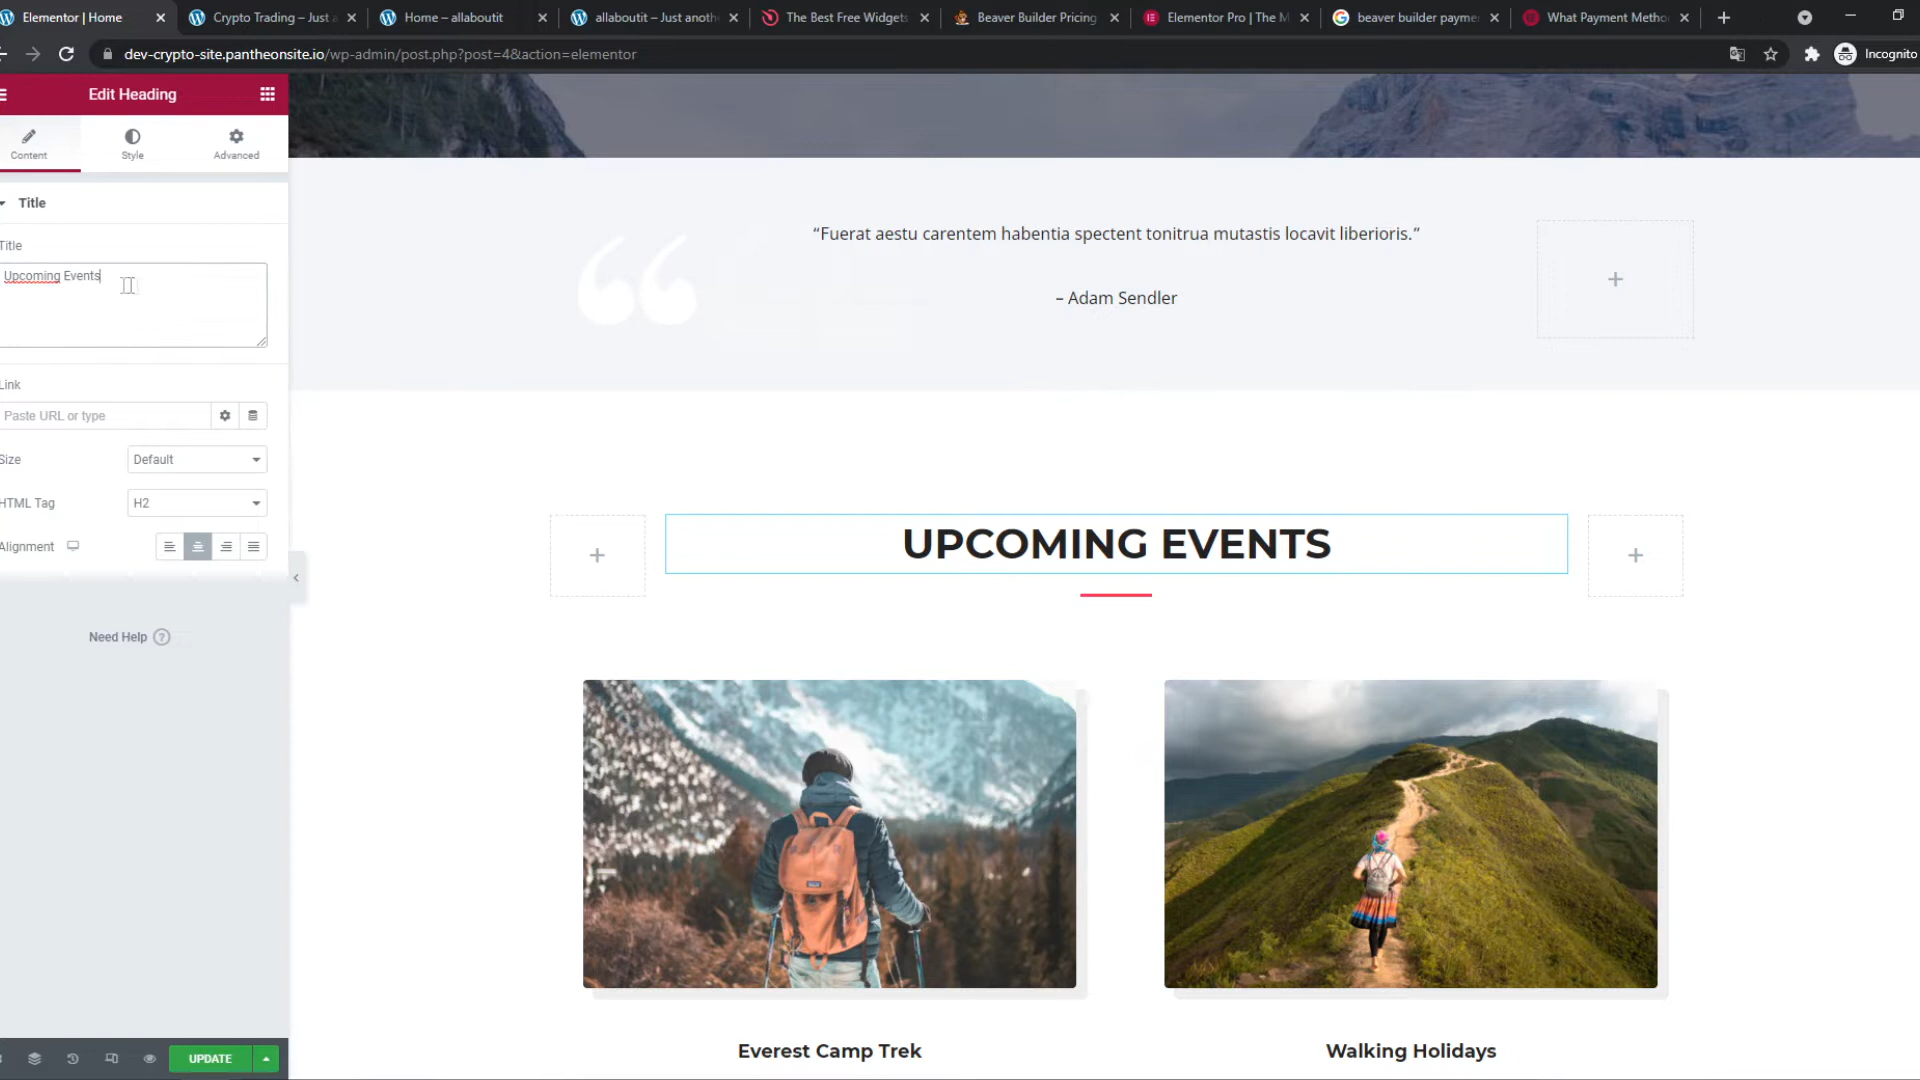 Elementor | Home
Crypto Trading – Just a
Home – allaboutit
allaboutit – Just anoth
The Best Free Widgets
Beaver Builder Pricing
Elementor Pro | The M
beaver builder payme
What Payment Metho
dev-crypto-site.pantheonsite.io/wp-admin/post.php?post=4&action=elementor
Incognito
Edit Heading
Content
Style
Advanced
Title
Title
Upcoming Events
Link
Paste URL or type
Size
Default
HTML Tag
H2
Alignment
Need Help ?
UPDATE
“Fuerat aestu carentem habentia spectent tonitrua mutastis locavit liberioris.”
– Adam Sendler
UPCOMING EVENTS
Everest Camp Trek
Walking Holidays